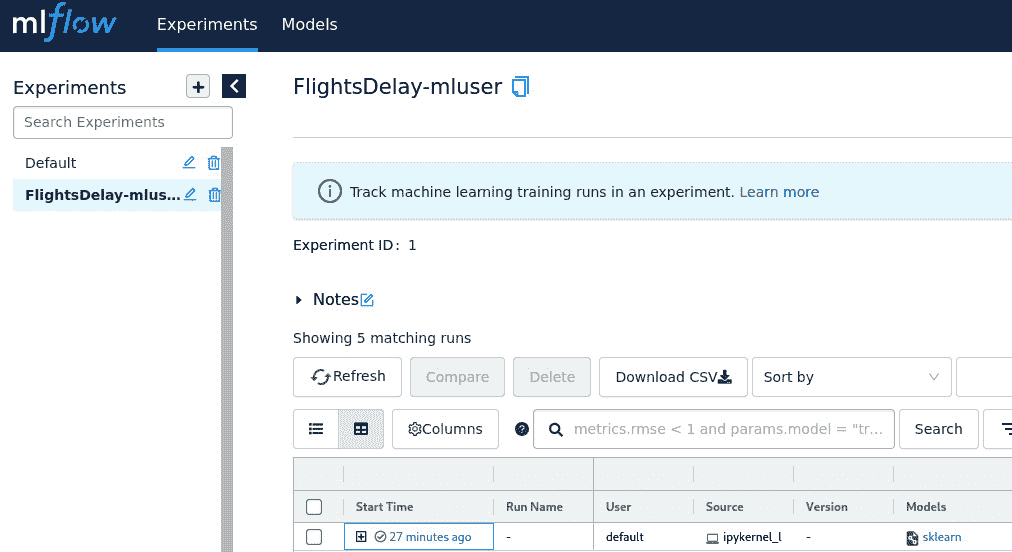 mlflow Experiments Models
Experiments
Search Experiments
Default
FlightsDelay-mlus...
FlightsDelay-mluser
Track machine learning training runs in an experiment. Learn more
Experiment ID: 1
Notes
Showing 5 matching runs
Refresh Compare Delete Download CSV Sort by
Columns metrics.rmse < 1 and params.model = "tr... Search
Start Time Run Name User Source Version Models
27 minutes ago - default ipykernel_l - sklearn